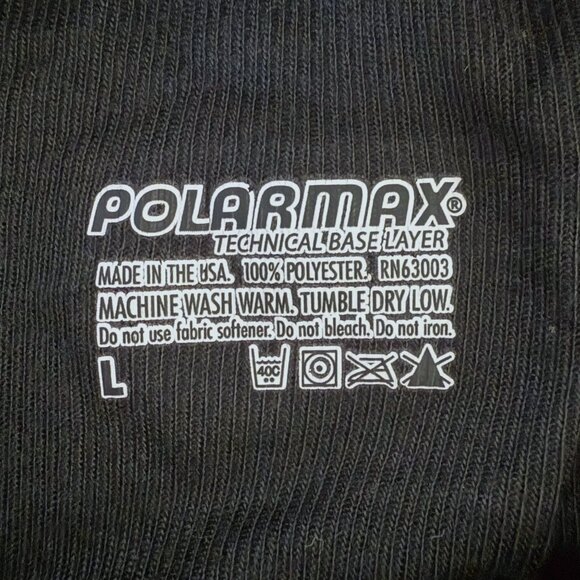 POLARMAX®
TECHNICAL BASE LAYER
MADE IN THE USA. 100% POLYESTER. RN63003
MACHINE WASH WARM. TUMBLE DRY LOW.
Do not use fabric softener. Do not bleach. Do not iron.
L 40C